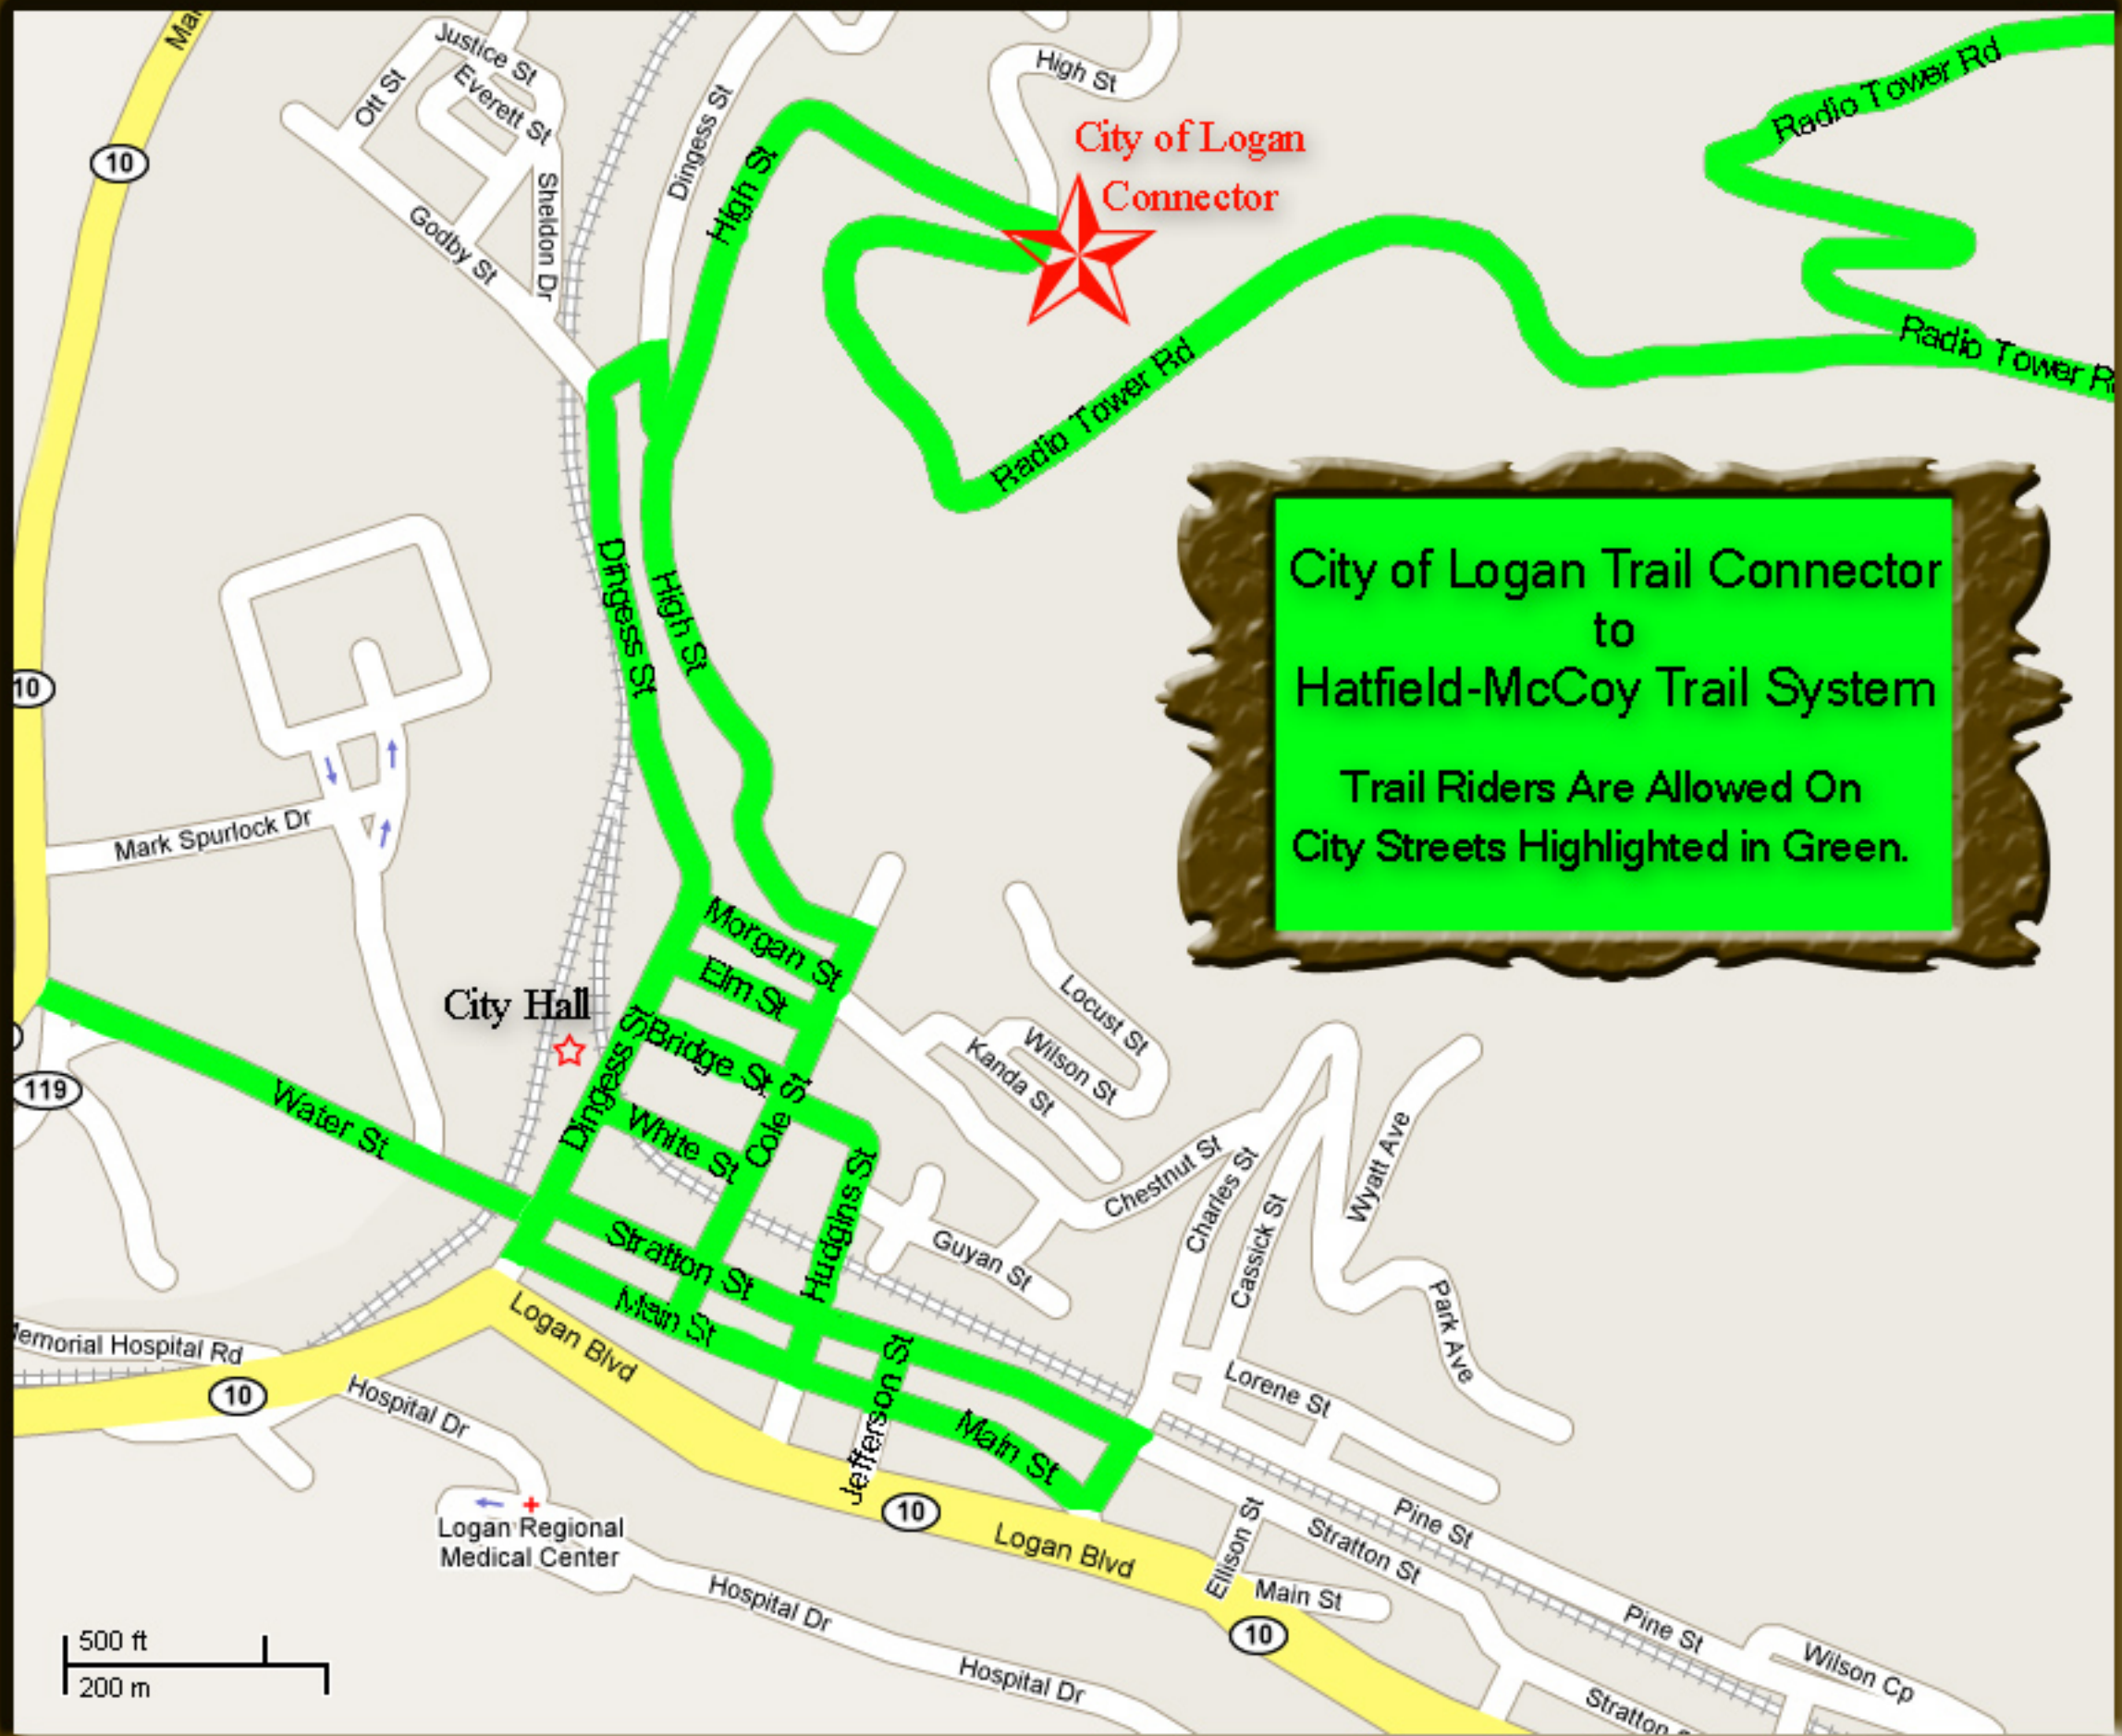 Justice St
Ott St
Everett St
High St
Radio Tower Rd
10
Dingess St
City of Logan
Connector
High St
Sheldon Dr
Godby St
Radio Tower Rd
Radio Tower
Dingess St
High St
City of Logan Trail Connector
to
Hatfield-McCoy Trail System
Trail Riders Are Allowed On
City Streets Highlighted in Green.
10
Mark Spurlock Dr
Morgan St
Elm St
City Hall
Locust St
Wilson St
Kanda St
Bridge St
Dingess St
119
Water St
White St
Cole St
Hudgins St
Chestnut St
Charles St
Cassick St
Wyatt Ave
Guyan St
Stratton St
Main St
Logan Blvd
Park Ave
Memorial Hospital Rd
10
Hospital Dr
Jefferson St
Lorene St
Main St
Logan Regional
Medical Center
10
Logan Blvd
Ellison St
Pine St
Stratton St
Main St
10
Hospital Dr
Pine St
Wilson Cp
Hospital Dr
Stratton
500 ft
200 m